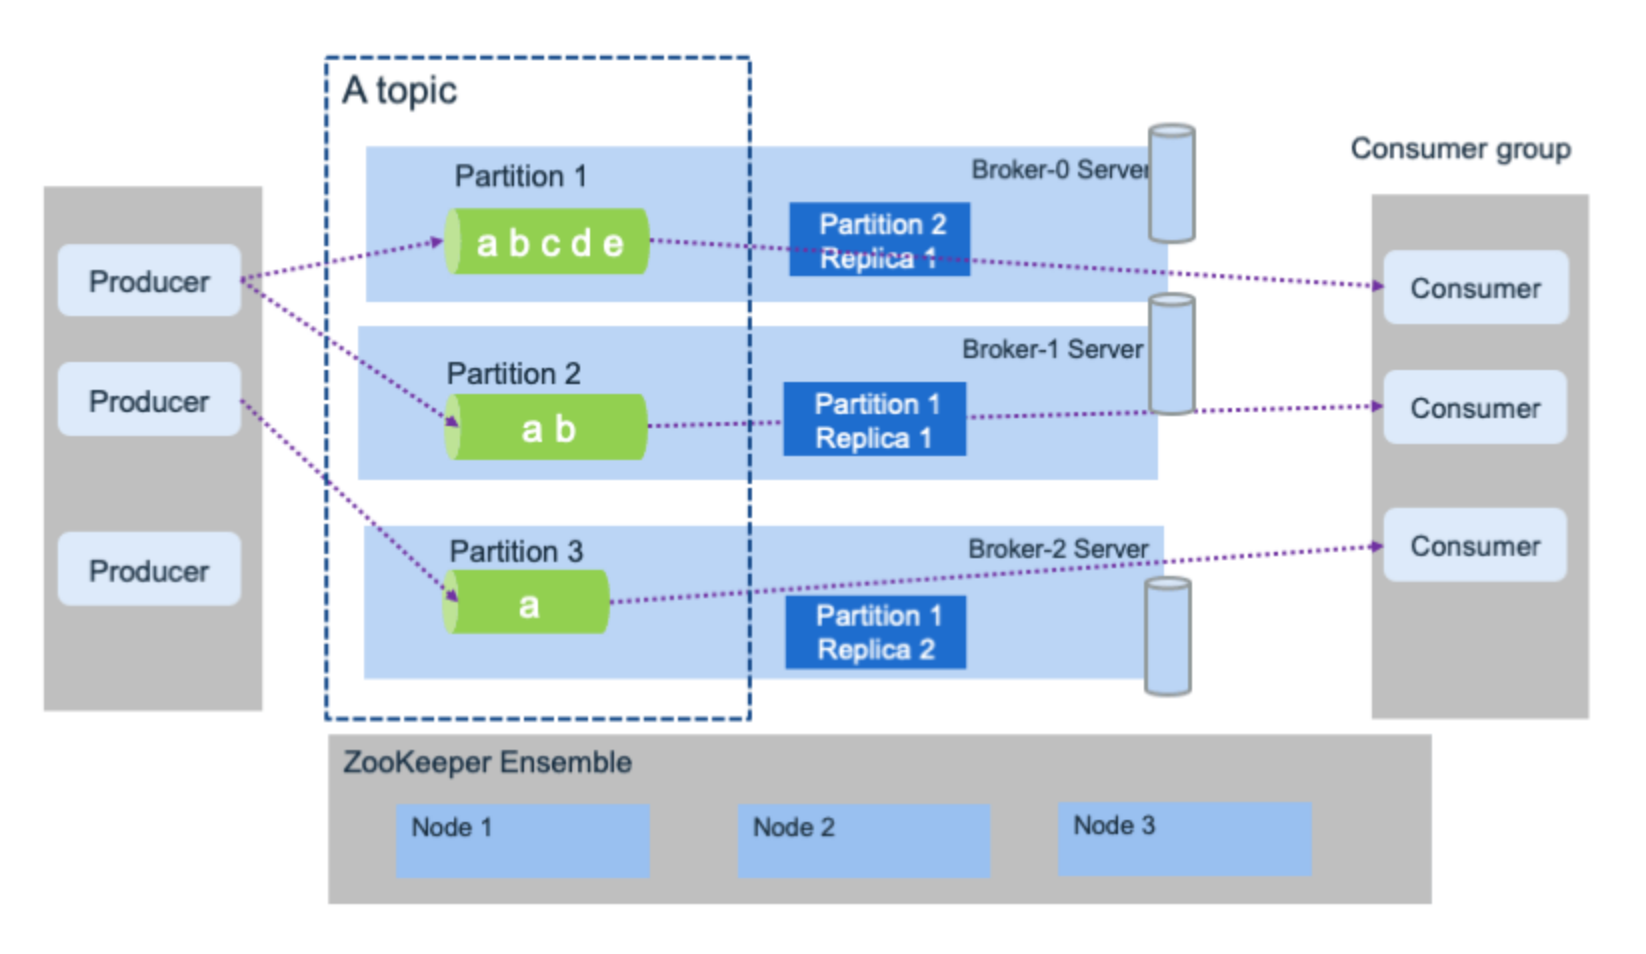 A topic
Partition 1
Broker-0 Server
Consumer group
a b c d e
Partition 2
Replica 1
Producer
Consumer
Broker-1 Server
Partition 2
a b
Partition 1
Replica 1
Producer
Consumer
Partition 3
Broker-2 Server
Consumer
a
Partition 1
Replica 2
Producer
ZooKeeper Ensemble
Node 1
Node 2
Node 3